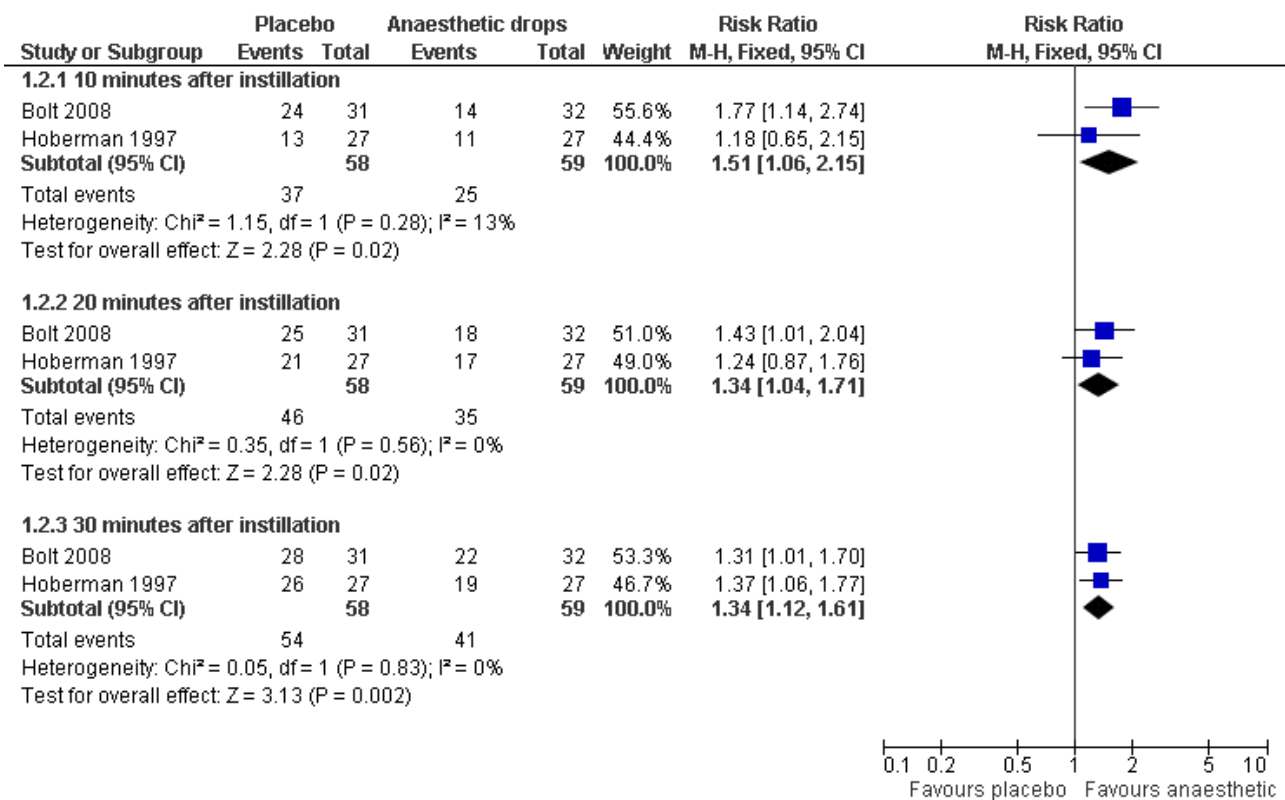 Placebo Anaesthetic drops Risk Ratio Risk Ratio
Study or Subgroup Events Total Events Total Weight M-H, Fixed, 95% CI M-H, Fixed, 95% CI
1.2.1 10 minutes after instillation
Bolt 2008 24 31 14 32 55.6% 1.77 [1.14, 2.74]
Hoberman 1997 13 27 11 27 44.4% 1.18 [0.65, 2.15]
Subtotal (95% CI) 58 59 100.0% 1.51 [1.06, 2.15]
Total events 37 25
Heterogeneity: Chi² = 1.15, df = 1 (P = 0.28); I² = 13%
Test for overall effect: Z = 2.28 (P = 0.02)
1.2.2 20 minutes after instillation
Bolt 2008 25 31 18 32 51.0% 1.43 [1.01, 2.04]
Hoberman 1997 21 27 17 27 49.0% 1.24 [0.87, 1.76]
Subtotal (95% CI) 58 59 100.0% 1.34 [1.04, 1.71]
Total events 46 35
Heterogeneity: Chi² = 0.35, df = 1 (P = 0.56); I² = 0%
Test for overall effect: Z = 2.28 (P = 0.02)
1.2.3 30 minutes after instillation
Bolt 2008 28 31 22 32 53.3% 1.31 [1.01, 1.70]
Hoberman 1997 26 27 19 27 46.7% 1.37 [1.06, 1.77]
Subtotal (95% CI) 58 59 100.0% 1.34 [1.12, 1.61]
Total events 54 41
Heterogeneity: Chi² = 0.05, df = 1 (P = 0.83); I² = 0%
Test for overall effect: Z = 3.13 (P = 0.002)
0.1 0.2 0.5 1 2 5 10
Favours placebo Favours anaesthetic